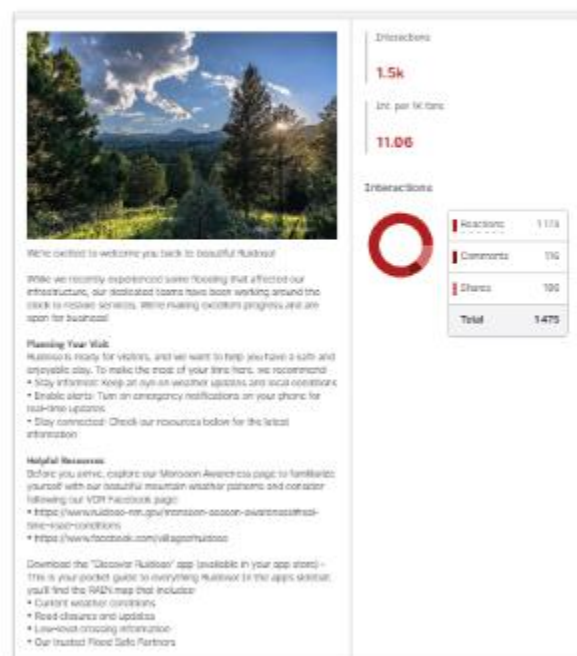 We're excited to welcome you back to beautiful Ruidoso!
While we recently experienced some flooding that affected our
infrastructure, our dedicated teams have been working around the
clock to restore services. We're making excellent progress and are
open for business!
Planning Your Visit
Ruidoso is ready for visitors, and we want to help you have a safe and
enjoyable stay. To make the most of your time here, we recommend
• Stay informed: Keep an eye on weather updates and local conditions
• Enable alerts: Turn on emergency notifications on your phone for
real-time updates
• Stay connected: Check our resources below for the latest
information
Helpful Resources
Before you arrive, explore our Monsoon Awareness page to familiarize
yourself with our beautiful mountain weather patterns and consider
following our VOR Facebook page:
• https://www.ruidoso-nm.gov/monsoon-season-awareness#real-
time-road-conditions
• https://www.facebook.com/villageofruidoso
Download the "Discover Ruidoso" app (available in your app store) -
This is your pocket guide to everything Ruidoso! In the app's sidebar,
you'll find the RAIN map that includes
• Current weather conditions
• Road closures and updates
• Low-level crossing information
• Our trusted Flood Safe Partners
Interactions
1.5k
Int. per 1K fans
11.06
Interactions
Reactions 1 173
Comments 116
Shares 186
Total 1 475